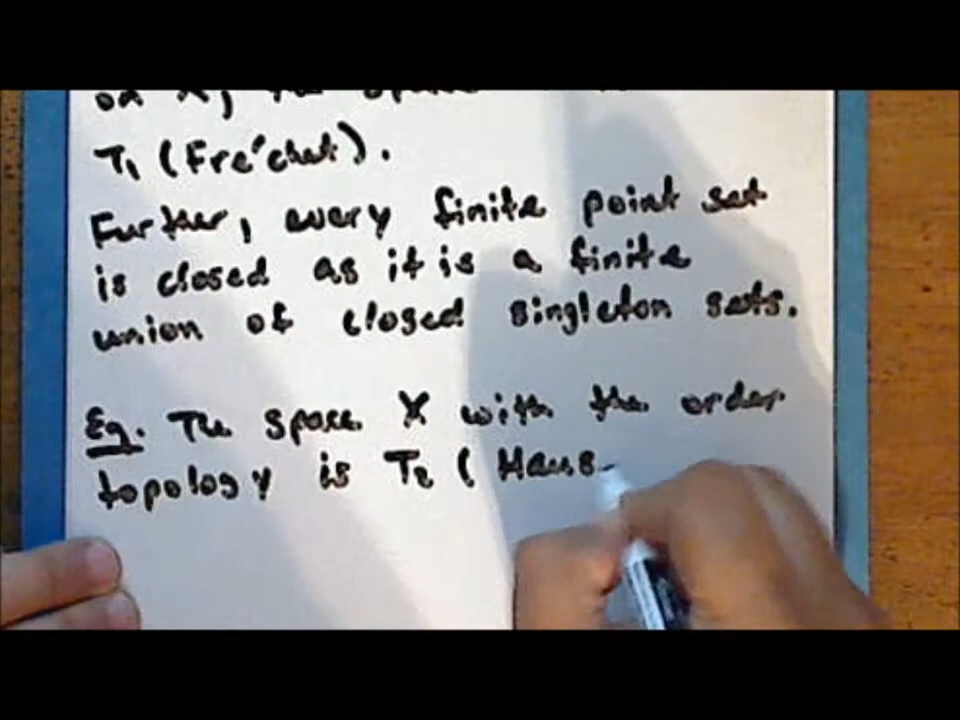 T₁ (Fre'chet).
Further, every finite point set
is closed as it is a finite
union of closed singleton sets.
Eg. The space X with the order
topology is T₂ ( Haus